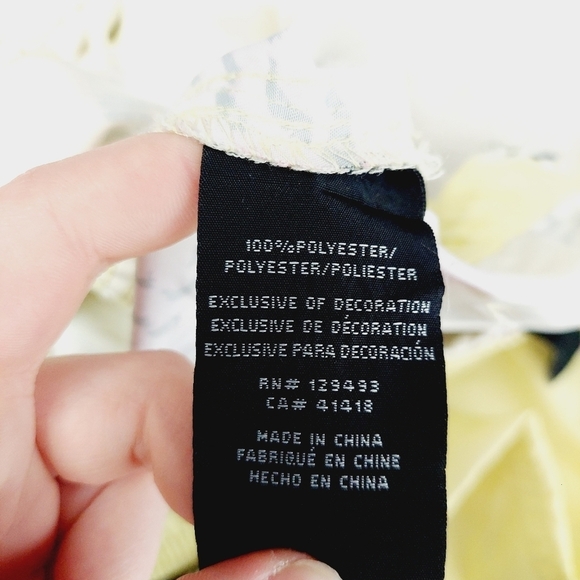 100%POLYESTER/
POLYESTER/POLIESTER
EXCLUSIVE OF DECORATION
EXCLUSIVE DE DÉCORATION
EXCLUSIVE PARA DECORACIÓN
RN# 129493
CA# 41418
MADE IN CHINA
FABRIQUÉ EN CHINE
HECHO EN CHINA